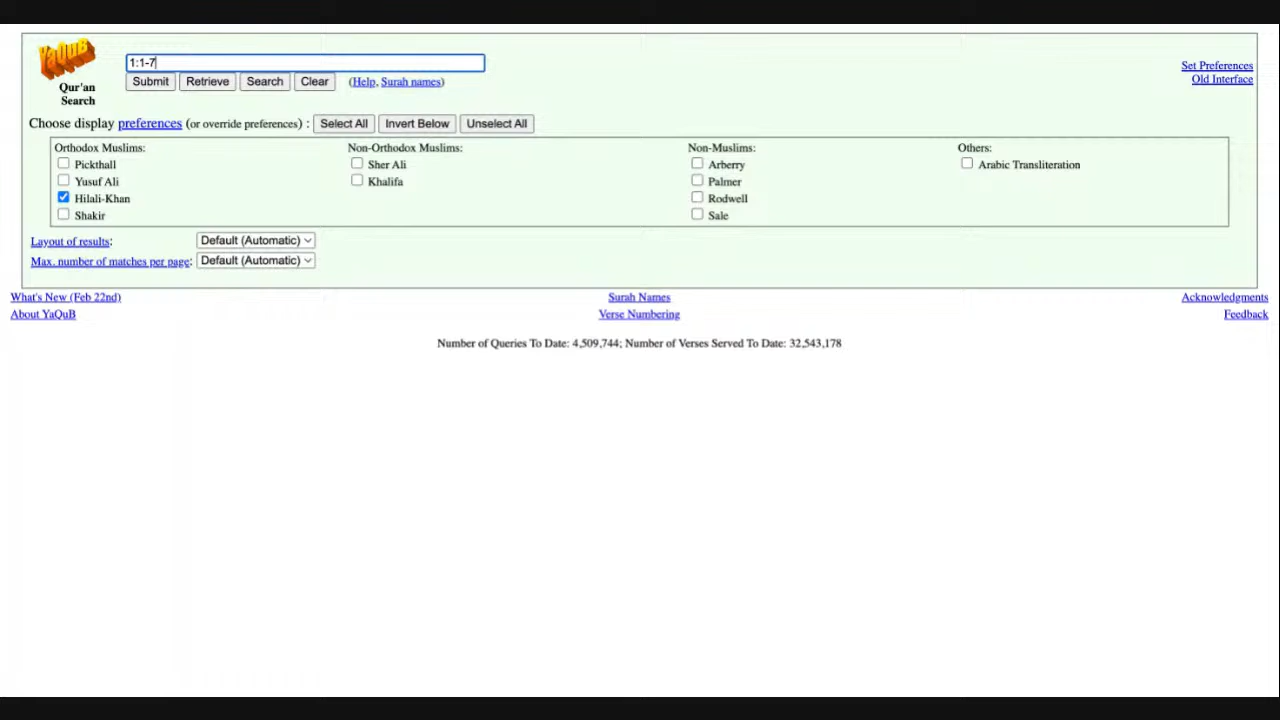 YaQuB
1:1-7
Qur'an
Search
Submit Retrieve Search Clear (Help, Surah names)
Set Preferences
Old Interface
Choose display preferences (or override preferences) : Select All Invert Below Unselect All
Orthodox Muslims: Non-Orthodox Muslims: Non-Muslims: Others:
Pickthall Sher Ali Arberry Arabic Transliteration
Yusuf Ali Khalifa Palmer
Hilali-Khan Rodwell
Shakir Sale
Layout of results: Default (Automatic)
Max. number of matches per page: Default (Automatic)
What's New (Feb 22nd) Surah Names Acknowledgments
About YaQuB Verse Numbering Feedback
Number of Queries To Date: 4,509,744; Number of Verses Served To Date: 32,543,178